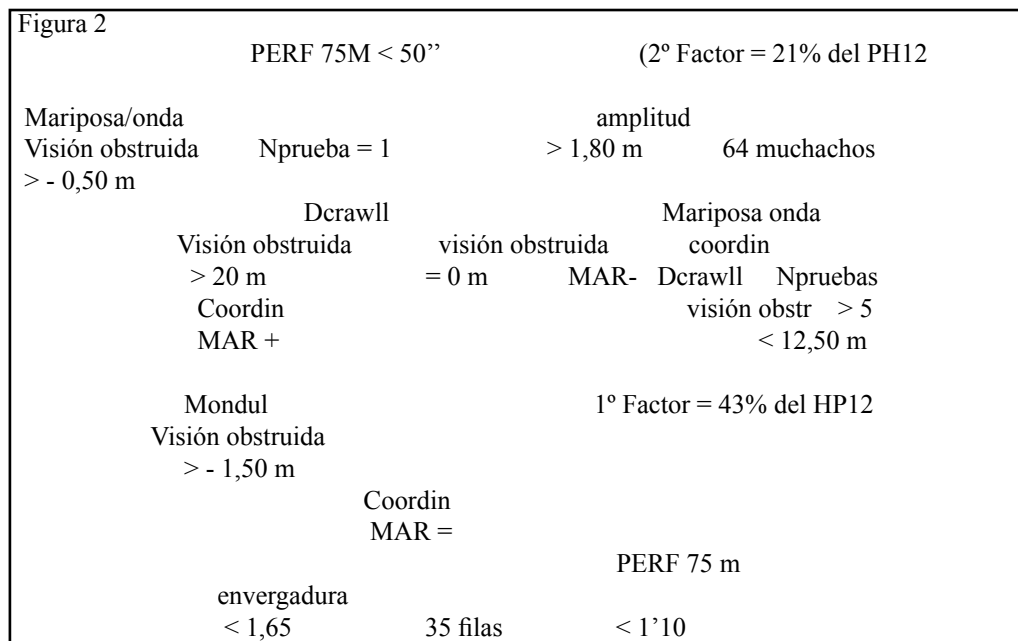 Figura 2
PERF 75M < 50’’ (2º Factor = 21% del PH12
Mariposa/onda amplitud
Visión obstruida Nprueba = 1 > 1,80 m 64 muchachos
> - 0,50 m
Dcrawll Mariposa onda
Visión obstruida visión obstruida coordin
> 20 m = 0 m MAR- Dcrawll Npruebas
Coordin visión obstr > 5
MAR + < 12,50 m
Mondul 1º Factor = 43% del HP12
Visión obstruida
> - 1,50 m
Coordin
MAR =
PERF 75 m
envergadura
< 1,65 35 filas < 1’10